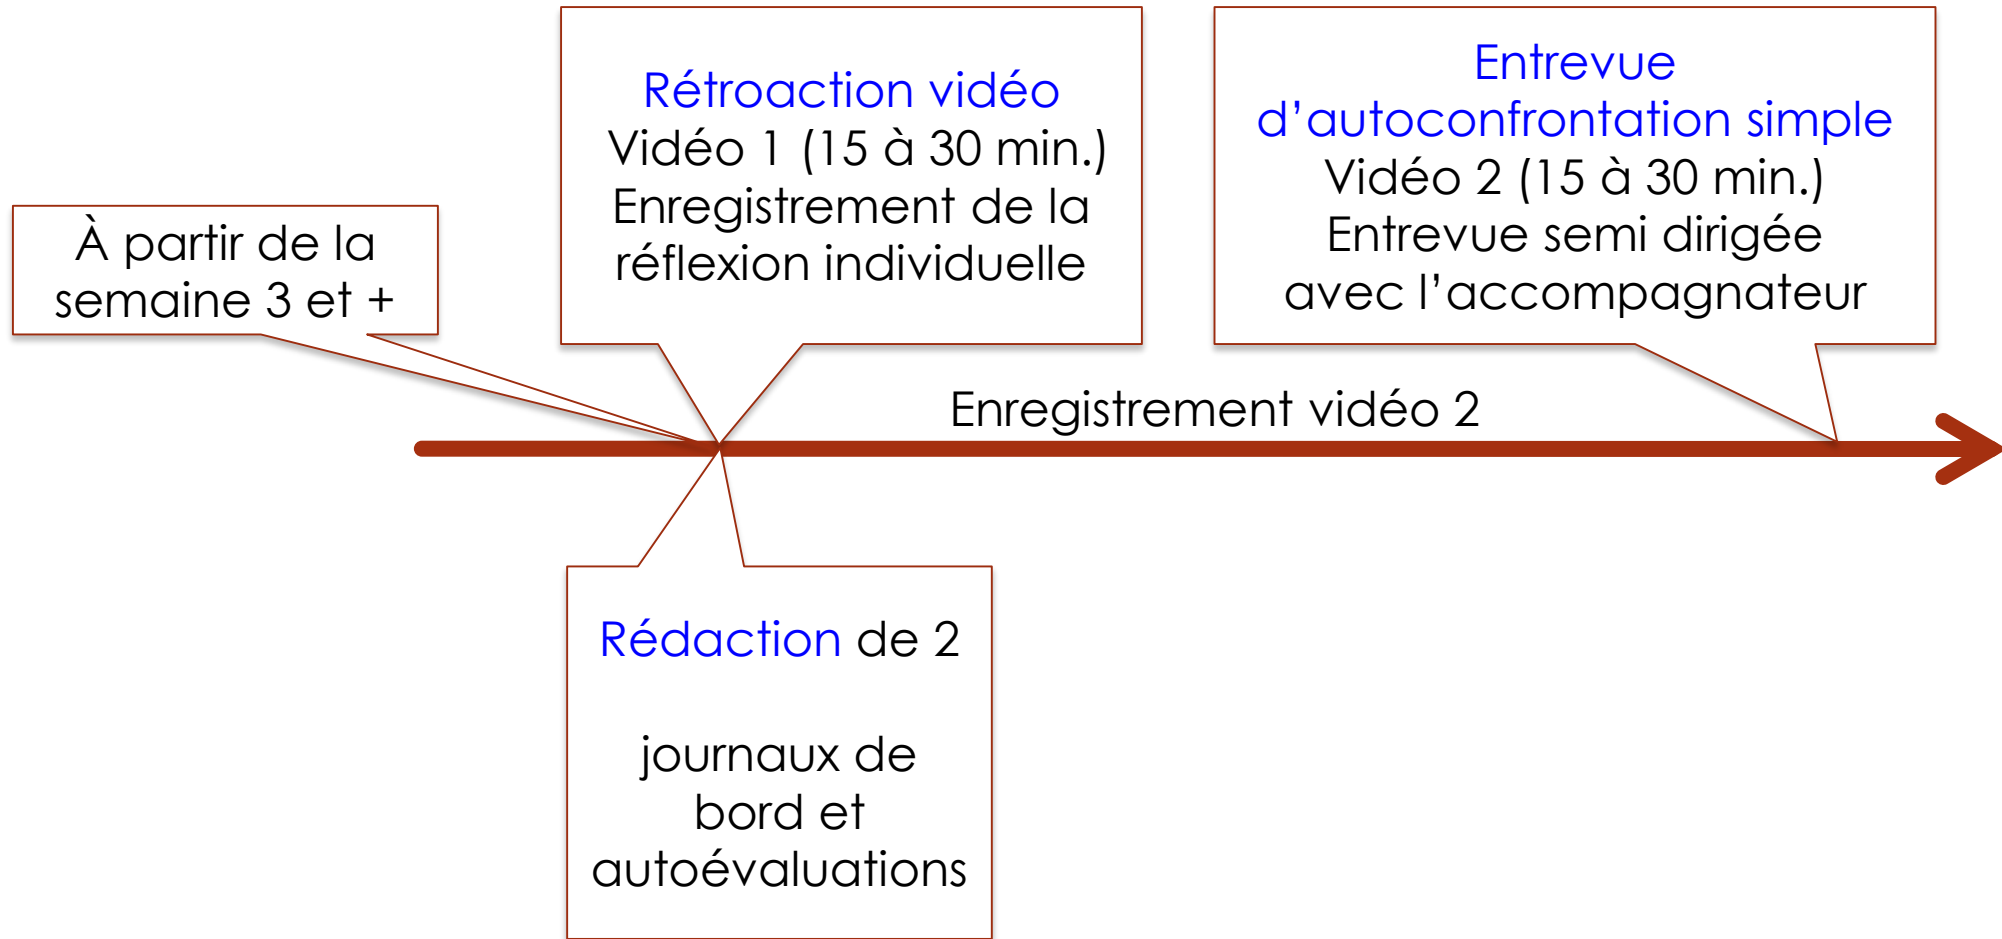 À partir de la
semaine 3 et +
Rétroaction vidéo
Vidéo 1 (15 à 30 min.)
Enregistrement de la
réflexion individuelle
Entrevue
d’autoconfrontation simple
Vidéo 2 (15 à 30 min.)
Entrevue semi dirigée
avec l’accompagnateur
Enregistrement vidéo 2
Rédaction de 2
journaux de
bord et
autoévaluations